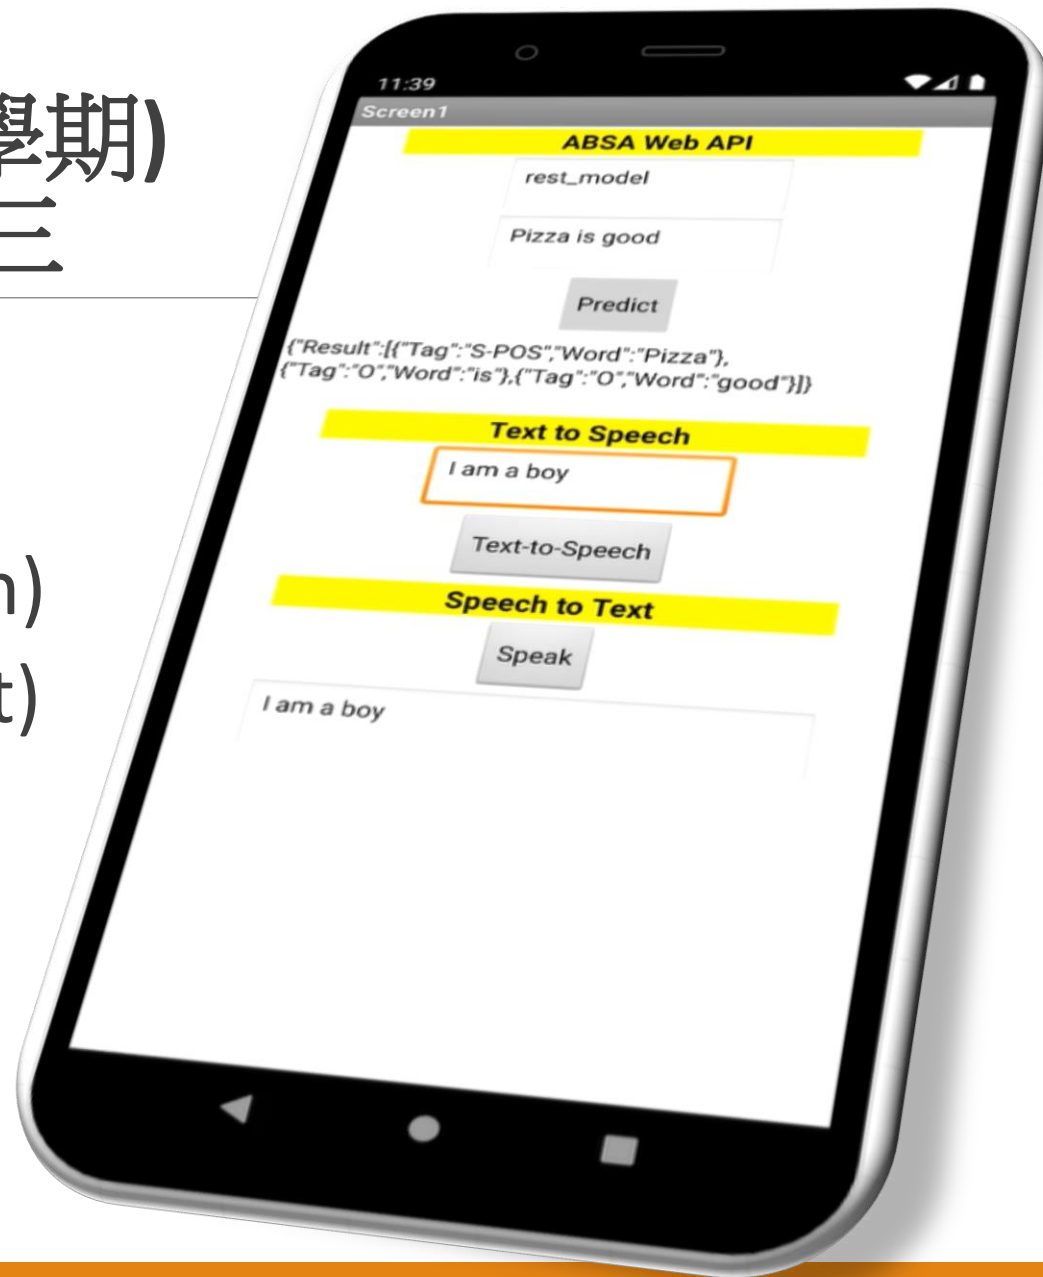 學期)
三
n)
t)
11:39
Screen1
ABSA Web API
rest_model
Pizza is good
Predict
{"Result":[{"Tag":"S-POS","Word":"Pizza"},
{"Tag":"O","Word":"is"},{"Tag":"O","Word":"good"}]}
Text to Speech
I am a boy
Text-to-Speech
Speech to Text
Speak
I am a boy